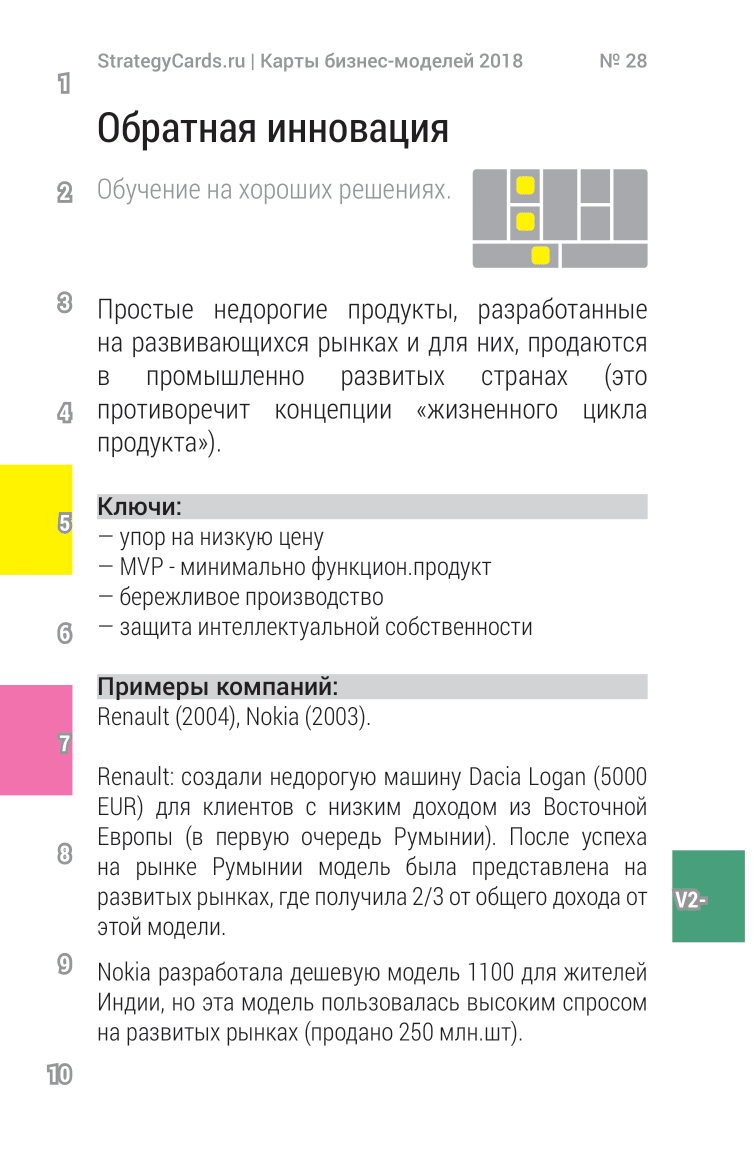 StrategyCards.ru | Карты бизнес-моделей 2018 № 28
1
Обратная инновация
2
Обучение на хороших решениях.
3
Простые недорогие продукты, разработанные
на развивающихся рынках и для них, продаются
в промышленно развитых странах (это
4
противоречит концепции «жизненного цикла
продукта»).
Ключи:
5
— упор на низкую цену
— MVP - минимально функцион.продукт
— бережливое производство
6
— защита интеллектуальной собственности
Примеры компаний:
Renault (2004), Nokia (2003).
7
Renault: создали недорогую машину Dacia Logan (5000
EUR) для клиентов с низким доходом из Восточной
Европы (в первую очередь Румынии). После успеха
8
на рынке Румынии модель была представлена на
развитых рынках, где получила 2/3 от общего дохода от
V2-
этой модели.
9
Nokia разработала дешевую модель 1100 для жителей
Индии, но эта модель пользовалась высоким спросом
на развитых рынках (продано 250 млн.шт).
10